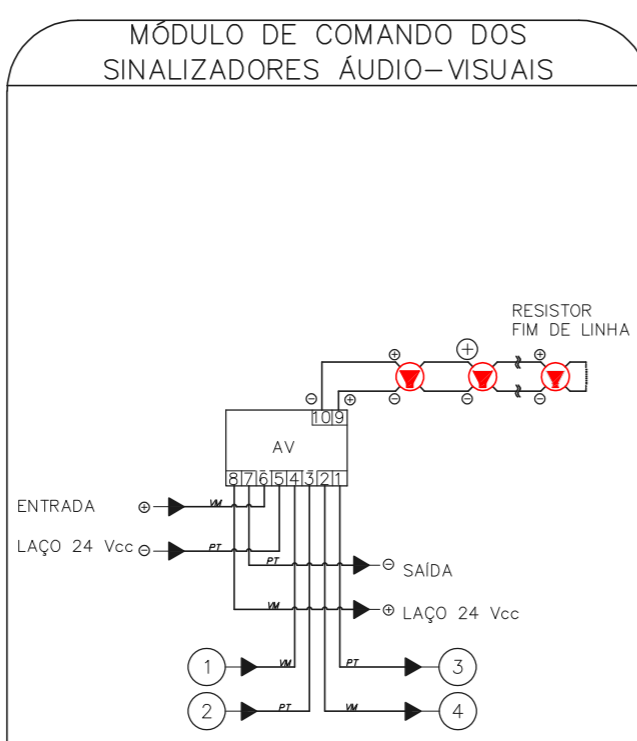 MÓDULO DE COMANDO DOS
SINALIZADORES ÁUDIO-VISUAIS
RESISTOR
FIM DE LINHA
⊕ ⊕ ⊕
⊖ ⊖ ⊖
⊖ ⊕
10 9
AV
8 7 6 5 4 3 2 1
ENTRADA ⊕ VM
LAÇO 24 Vcc ⊖ PT
PT ⊖ SAÍDA
VM ⊕ LAÇO 24 Vcc
1 VM PT 3
2 PT VM 4